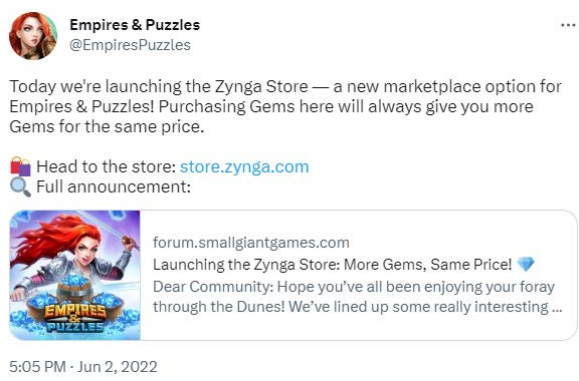 Empires & Puzzles
@EmpiresPuzzles
Today we're launching the Zynga Store — a new marketplace option for
Empires & Puzzles! Purchasing Gems here will always give you more
Gems for the same price.
🛍️ Head to the store: store.zynga.com
🔍 Full announcement:
forum.smallgiantgames.com
Launching the Zynga Store: More Gems, Same Price! 💎
Dear Community: Hope you've all been enjoying your foray
through the Dunes! We've lined up some really interesting ...
EMPIRES
&
PUZZLES
5:05 PM · Jun 2, 2022